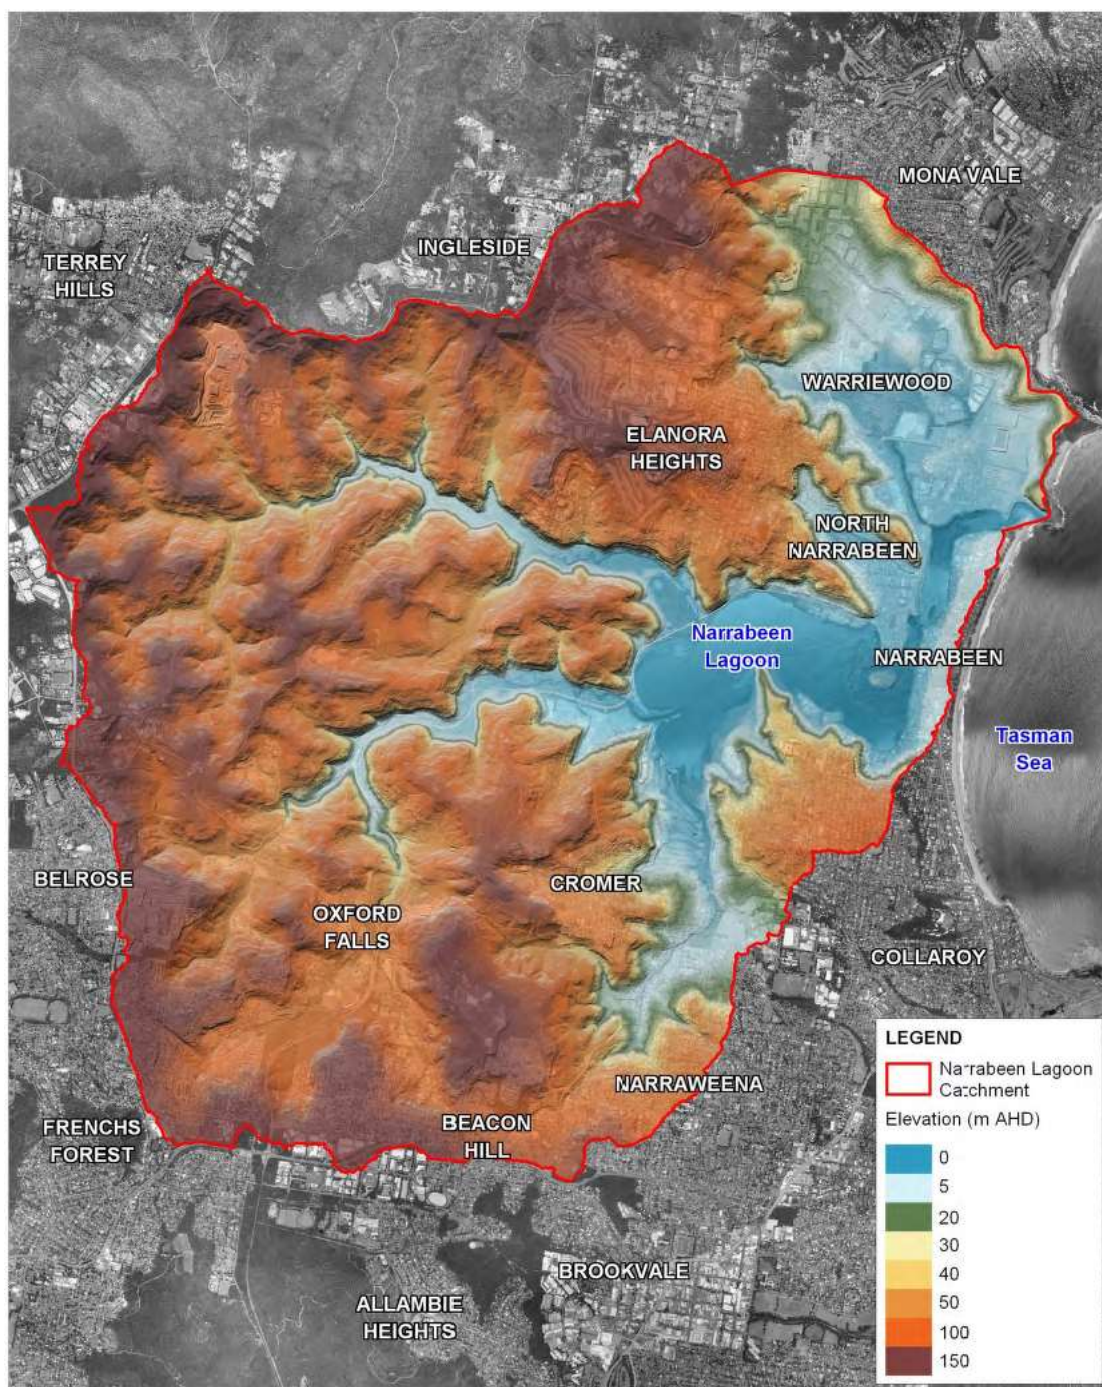 MONA VALE
INGLESIDE
TERREY
HILLS
WARRIEWOOD
ELANORA
HEIGHTS
NORTH
NARRABEEN
Narrabeen
Lagoon
NARRABEEN
Tasman
Sea
BELROSE
CROMER
OXFORD
FALLS
COLLAROY
NARRAWEENA
BEACON
HILL
FRENCHS
FOREST
BROOKVALE
ALLAMBIE
HEIGHTS
LEGEND
Narrabeen Lagoon
Catchment
Elevation (m AHD)
0
5
20
30
40
50
100
150